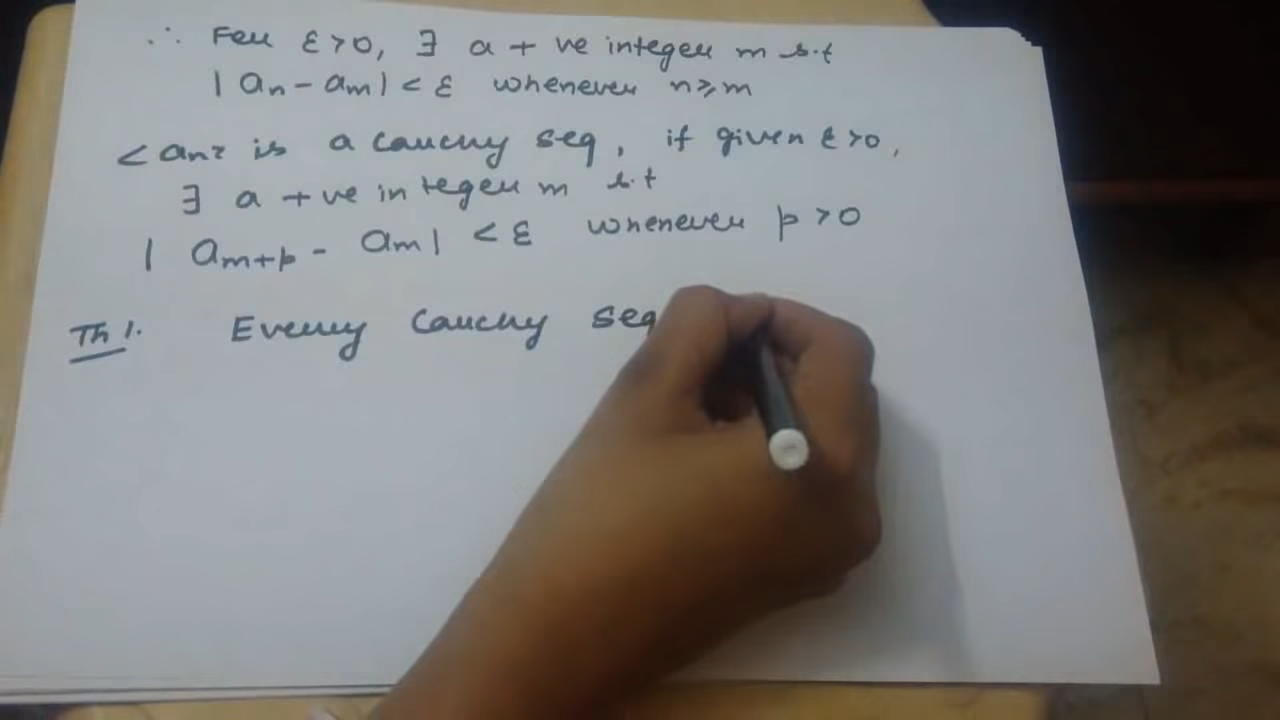 ∴ For ε>0, ∃ a +ve integer m s.t
|an - am| < ε whenever n≥m
<an> is a cauchy seq, if given ε>0,
∃ a +ve integer m s.t
|am+p - am| < ε whenever p>0
Th 1. Every Cauchy seq